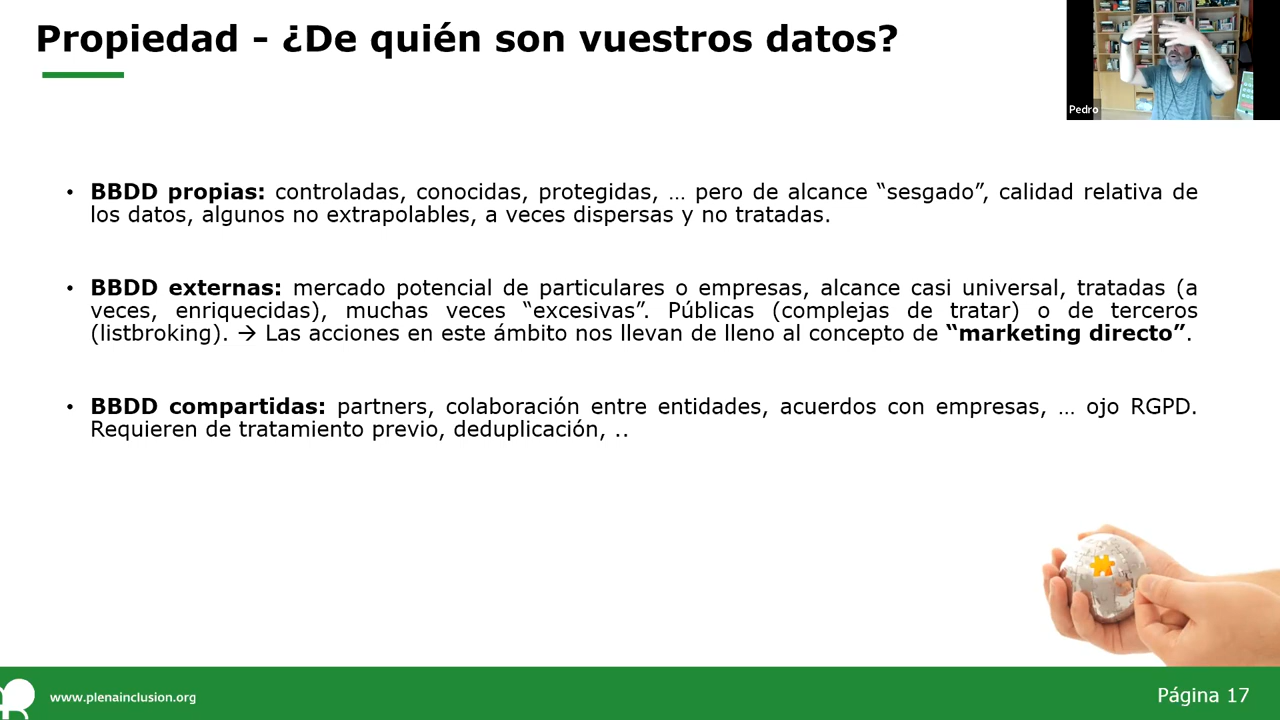 Propiedad - ¿De quién son vuestros datos?
Pedro
• BBDD propias: controladas, conocidas, protegidas, … pero de alcance “sesgado”, calidad relativa de
los datos, algunos no extrapolables, a veces dispersas y no tratadas.
• BBDD externas: mercado potencial de particulares o empresas, alcance casi universal, tratadas (a
veces, enriquecidas), muchas veces “excesivas”. Públicas (complejas de tratar) o de terceros
(listbroking). → Las acciones en este ámbito nos llevan de lleno al concepto de “marketing directo”.
• BBDD compartidas: partners, colaboración entre entidades, acuerdos con empresas, … ojo RGPD.
Requieren de tratamiento previo, deduplicación, ..
www.plenainclusion.org
Página 17